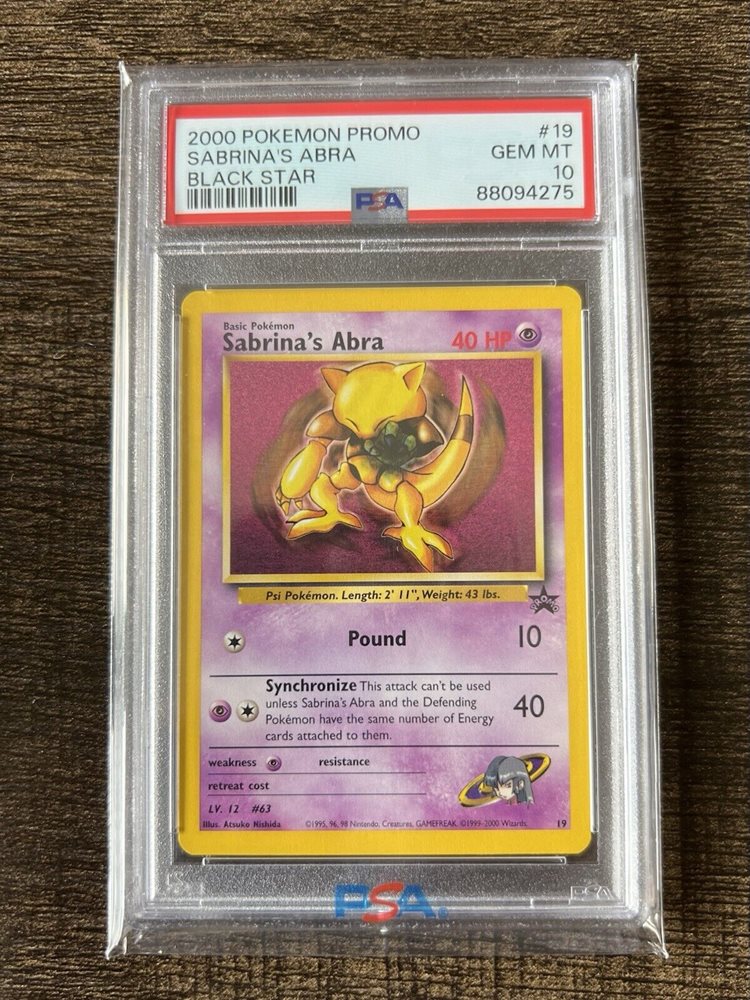 2000 POKEMON PROMO #19
SABRINA'S ABRA GEM MT
BLACK STAR 10
PSA 88094275
Basic Pokémon
Sabrina's Abra 40 HP
Psi Pokémon. Length: 2' 11", Weight: 43 lbs.
PROMO
Pound 10
Synchronize This attack can't be used
unless Sabrina's Abra and the Defending
Pokémon have the same number of Energy
cards attached to them.
40
weakness resistance
retreat cost
LV. 12 #63
Illus. Atsuko Nishida ©1995, 96, 98 Nintendo, Creatures, GAMEFREAK. ©1999-2000 Wizards. 19
PSA
PSA